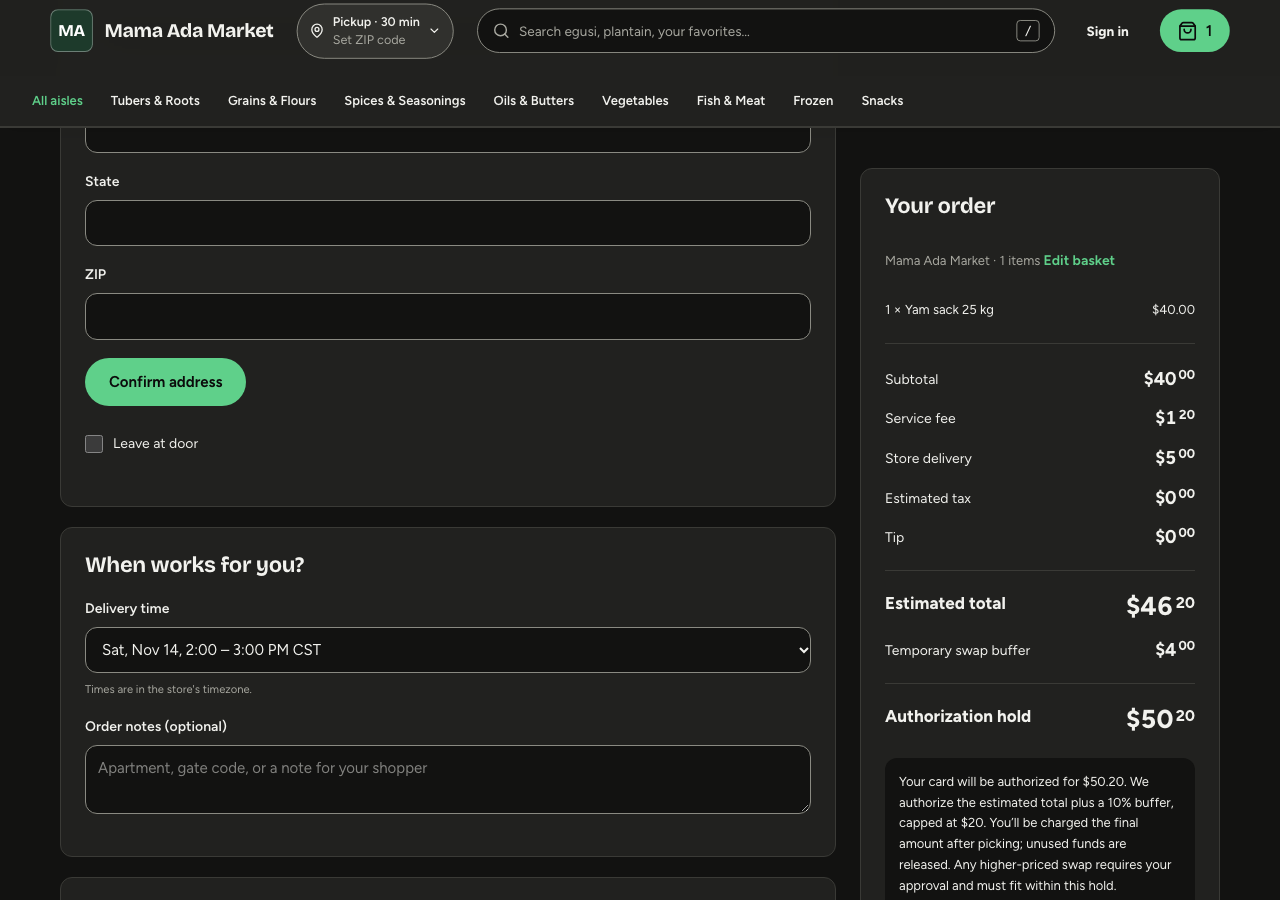 MA
Mama Ada Market
Pickup · 30 min
Set ZIP code
Search egusi, plantain, your favorites...
/
Sign in
1
All aisles
Tubers & Roots
Grains & Flours
Spices & Seasonings
Oils & Butters
Vegetables
Fish & Meat
Frozen
Snacks
State
ZIP
Confirm address
Leave at door
When works for you?
Delivery time
Sat, Nov 14, 2:00 – 3:00 PM CST
Times are in the store's timezone.
Order notes (optional)
Apartment, gate code, or a note for your shopper
Your order
Mama Ada Market · 1 items Edit basket
1 × Yam sack 25 kg $40.00
Subtotal $40 00
Service fee $1 20
Store delivery $5 00
Estimated tax $0 00
Tip $0 00
Estimated total $46 20
Temporary swap buffer $4 00
Authorization hold $50 20
Your card will be authorized for $50.20. We
authorize the estimated total plus a 10% buffer,
capped at $20. You’ll be charged the final
amount after picking; unused funds are
released. Any higher-priced swap requires your
approval and must fit within this hold.